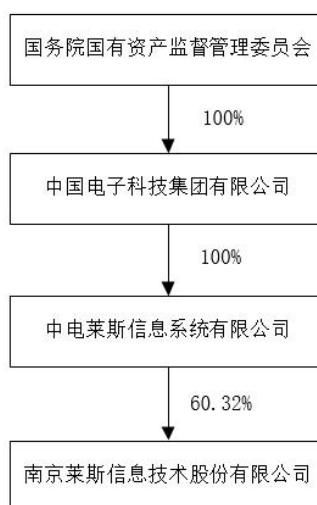 国务院国有资产监督管理委员会
100%
中国电子科技集团有限公司
100%
中电莱斯信息系统有限公司
60.32%
南京莱斯信息技术股份有限公司